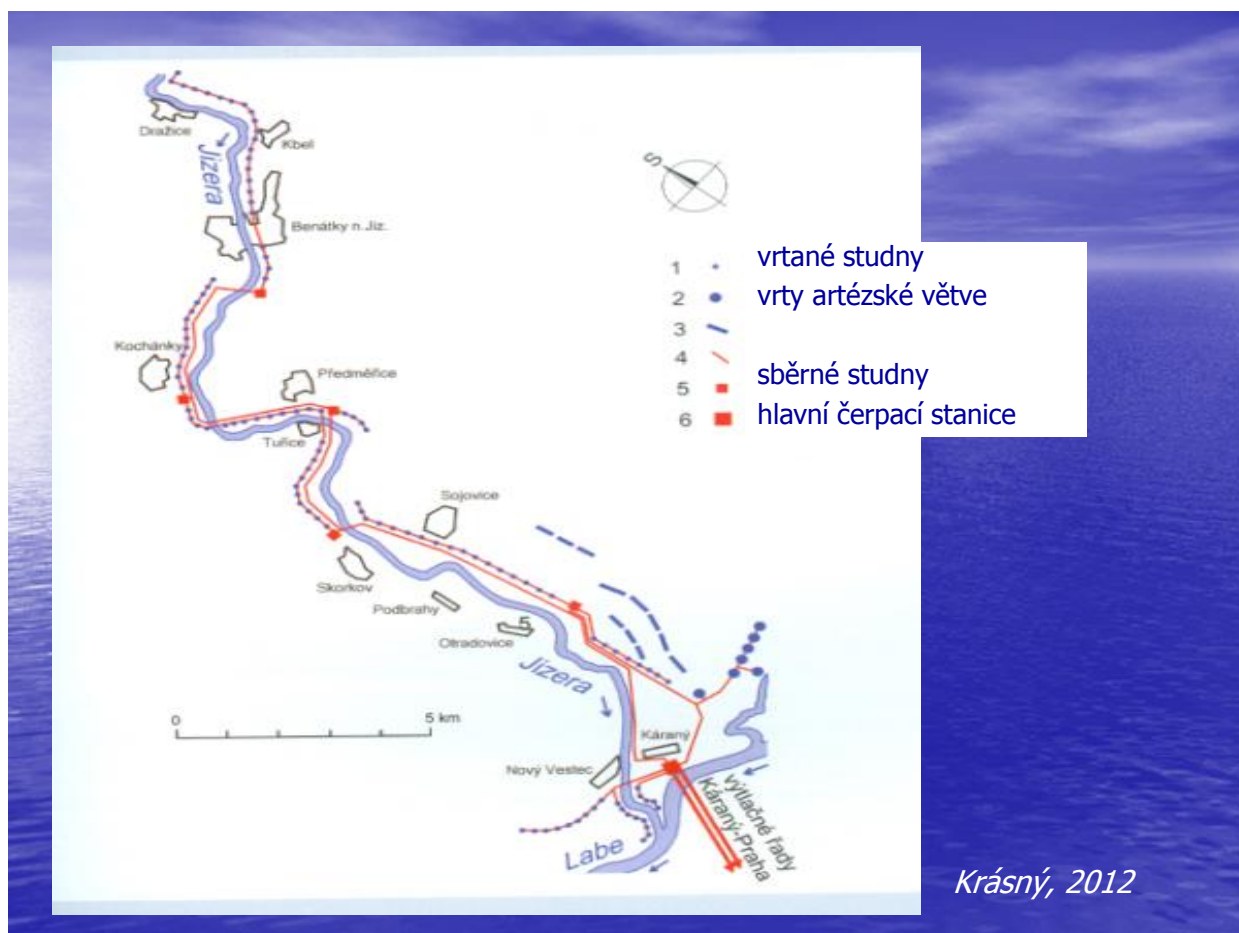 Dražice
Kbel
Jizera
S
Benátky n. Jiz.
1 vrtané studny
2 vrty artézské větve
3
4
5 sběrné studny
6 hlavní čerpací stanice
Kochánky
Předměřice
Tuřice
Sojovice
Skorkov
Podbrahy
5
Otradovice
Jizera
0 5 km
Káraný
Nový Vestec
výtlačné řady
Káraný-Praha
Labe
Krásný, 2012